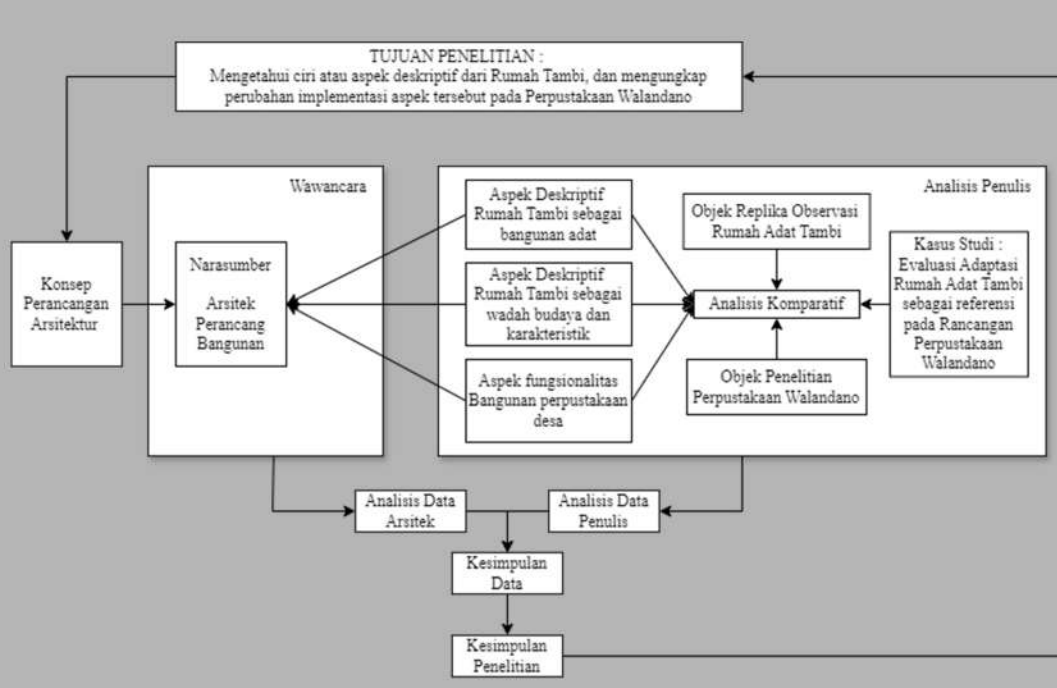 TUJUAN PENELITIAN :
Mengetahui ciri atau aspek deskriptif dari Rumah Tambi, dan mengungkap
perubahan implementasi aspek tersebut pada Perpustakaan Walandano
Konsep
Perancangan
Arsitektur
Wawancara
Narasumber
Arsitek
Perancang
Bangunan
Analisis Penulis
Aspek Deskriptif
Rumah Tambi sebagai
bangunan adat
Aspek Deskriptif
Rumah Tambi sebagai
wadah budaya dan
karakteristik
Aspek fungsionalitas
Bangunan perpustakaan
desa
Objek Replika Observasi
Rumah Adat Tambi
Analisis Komparatif
Objek Penelitian
Perpustakaan Walandano
Kasus Studi :
Evaluasi Adaptasi
Rumah Adat Tambi
sebagai referensi
pada Rancangan
Perpustakaan
Walandano
Analisis Data
Arsitek
Analisis Data
Penulis
Kesimpulan
Data
Kesimpulan
Penelitian